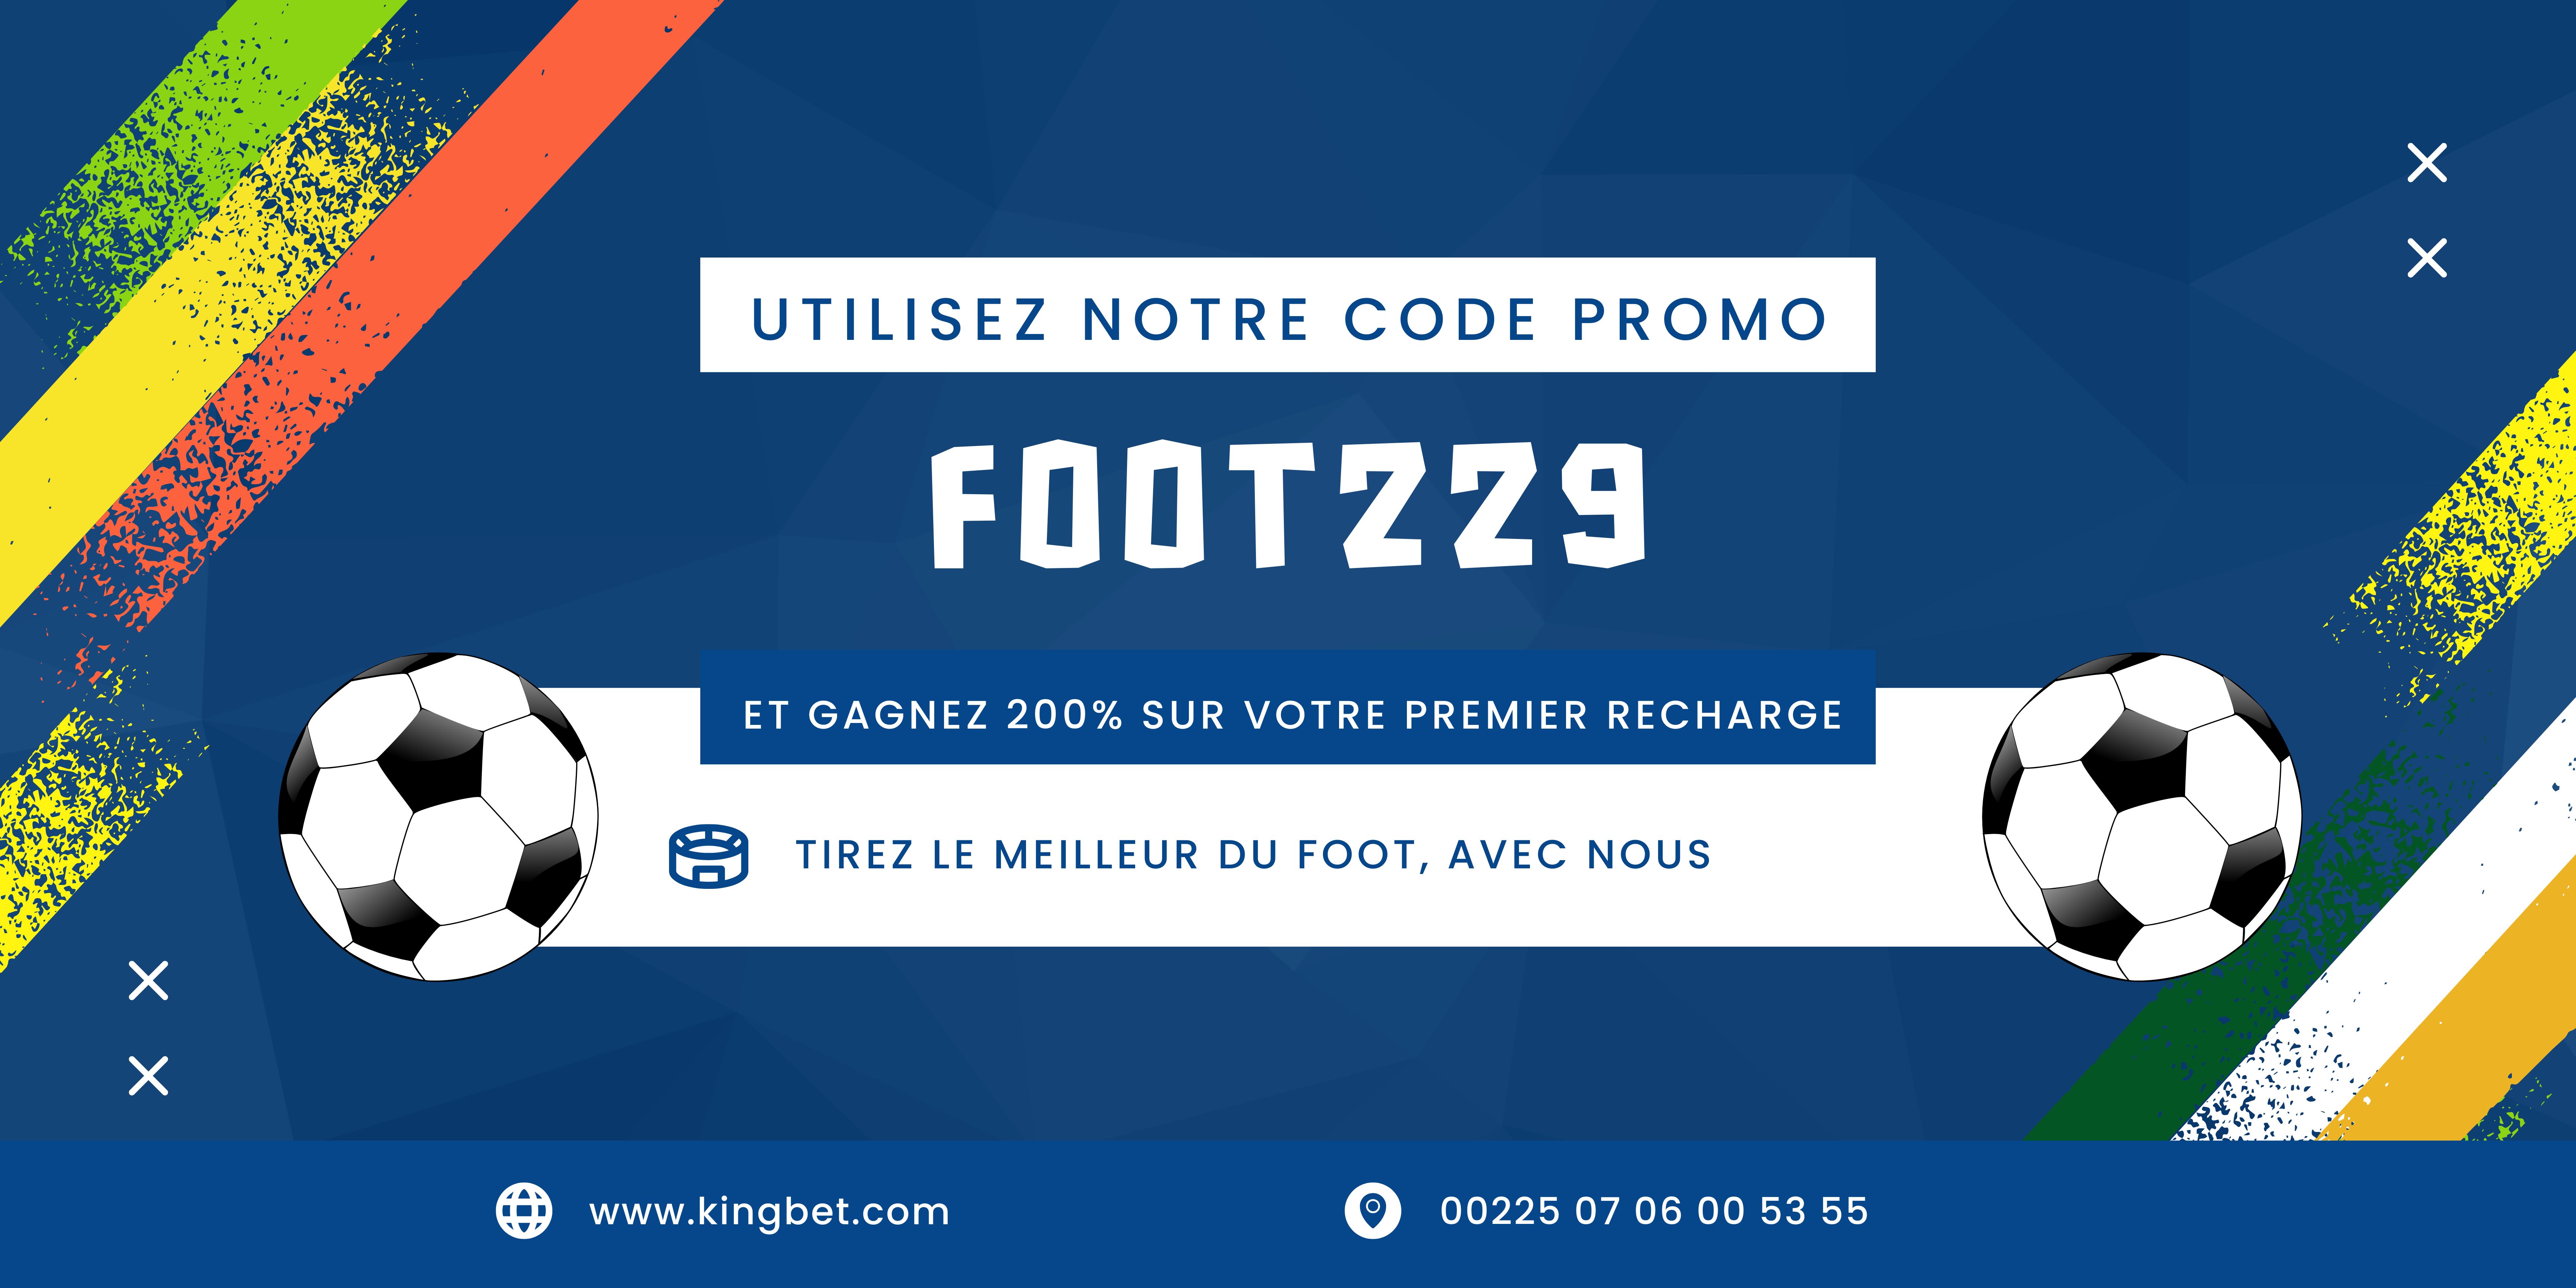 UTILISEZ NOTRE CODE PROMO
FOOT229
ET GAGNEZ 200% SUR VOTRE PREMIER RECHARGE
TIREZ LE MEILLEUR DU FOOT, AVEC NOUS
www.kingbet.com
00225 07 06 00 53 55